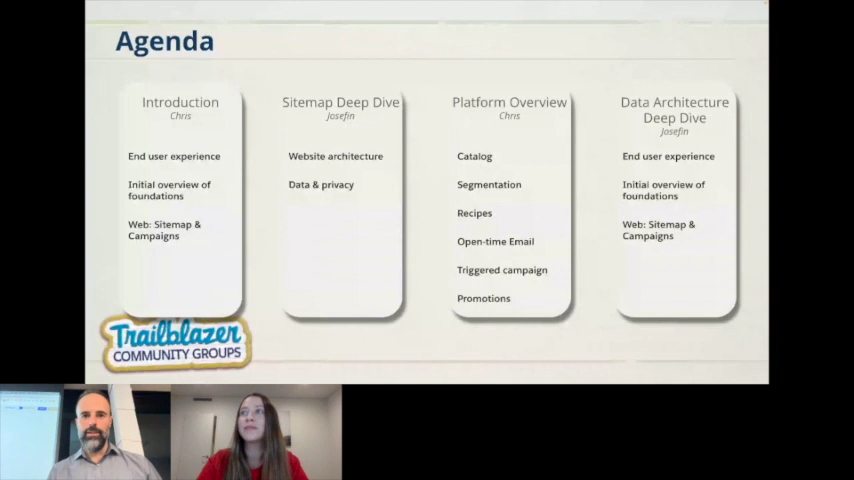 Agenda
Introduction
Chris
End user experience
Initial overview of
foundations
Web: Sitemap &
Campaigns
Sitemap Deep Dive
Josefin
Website architecture
Data & privacy
Platform Overview
Chris
Catalog
Segmentation
Recipes
Open-time Email
Triggered campaign
Promotions
Data Architecture
Deep Dive
Josefin
End user experience
Initial overview of
foundations
Web: Sitemap &
Campaigns
Trailblazer
COMMUNITY GROUPS